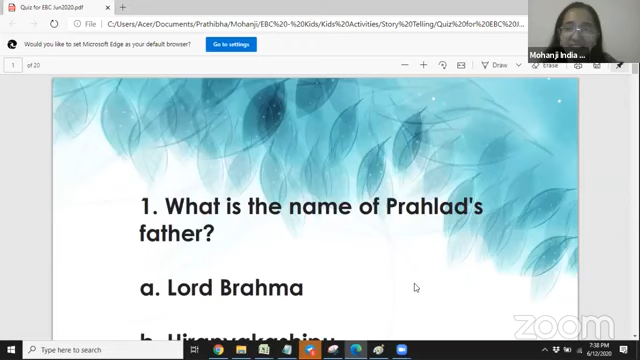 Quiz for EBC Jun2020.pdf
C:/Users/Acer/Documents/Prathibha/Mohanji/EBC-0-%20Kids/Kids%20Activities/Story%20Telling/Quiz%20for%20EBC%20J...
Would you like to set Microsoft Edge as your default browser?
Go to settings
Mohanji India ...
1
of 20
Draw
Erase
1. What is the name of Prahlad's
father?
a. Lord Brahma
zoom
Type here to search
7:38 PM
6/12/2020